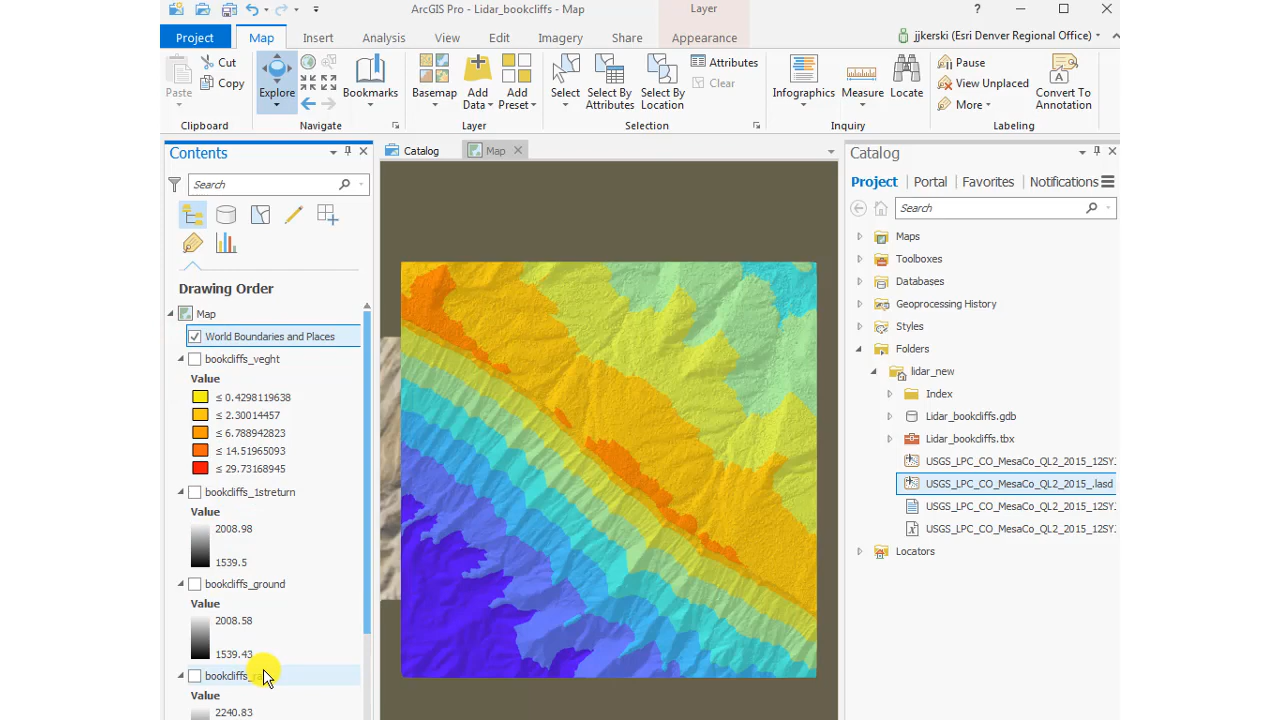 ArcGIS Pro - Lidar_bookcliffs - Map
Layer
?
Project
Map
Insert
Analysis
View
Edit
Imagery
Share
Appearance
jjkerski (Esri Denver Regional Office)
Paste
Cut
Copy
Explore
Bookmarks
Basemap
Add Data
Add Preset
Select
Select By Attributes
Select By Location
Attributes
Clear
Infographics
Measure
Locate
Pause
View Unplaced
More
Convert To Annotation
Clipboard
Navigate
Layer
Selection
Inquiry
Labeling
Contents
Search
Drawing Order
Map
World Boundaries and Places
bookcliffs_veght
Value
≤ 0.4298119638
≤ 2.30014457
≤ 6.788942823
≤ 14.51965093
≤ 29.73168945
bookcliffs_1streturn
Value
2008.98
1539.5
bookcliffs_ground
Value
2008.58
1539.43
Value
2240.83
Catalog
Map
Catalog
Project
Portal
Favorites
Notifications
Search
Maps
Toolboxes
Databases
Geoprocessing History
Styles
Folders
lidar_new
Index
Lidar_bookcliffs.gdb
Lidar_bookcliffs.tbx
USGS_LPC_CO_MesaCo_QL2_2015_12SY
USGS_LPC_CO_MesaCo_QL2_2015_.lasd
USGS_LPC_CO_MesaCo_QL2_2015_12SY
USGS_LPC_CO_MesaCo_QL2_2015_12SY
Locators